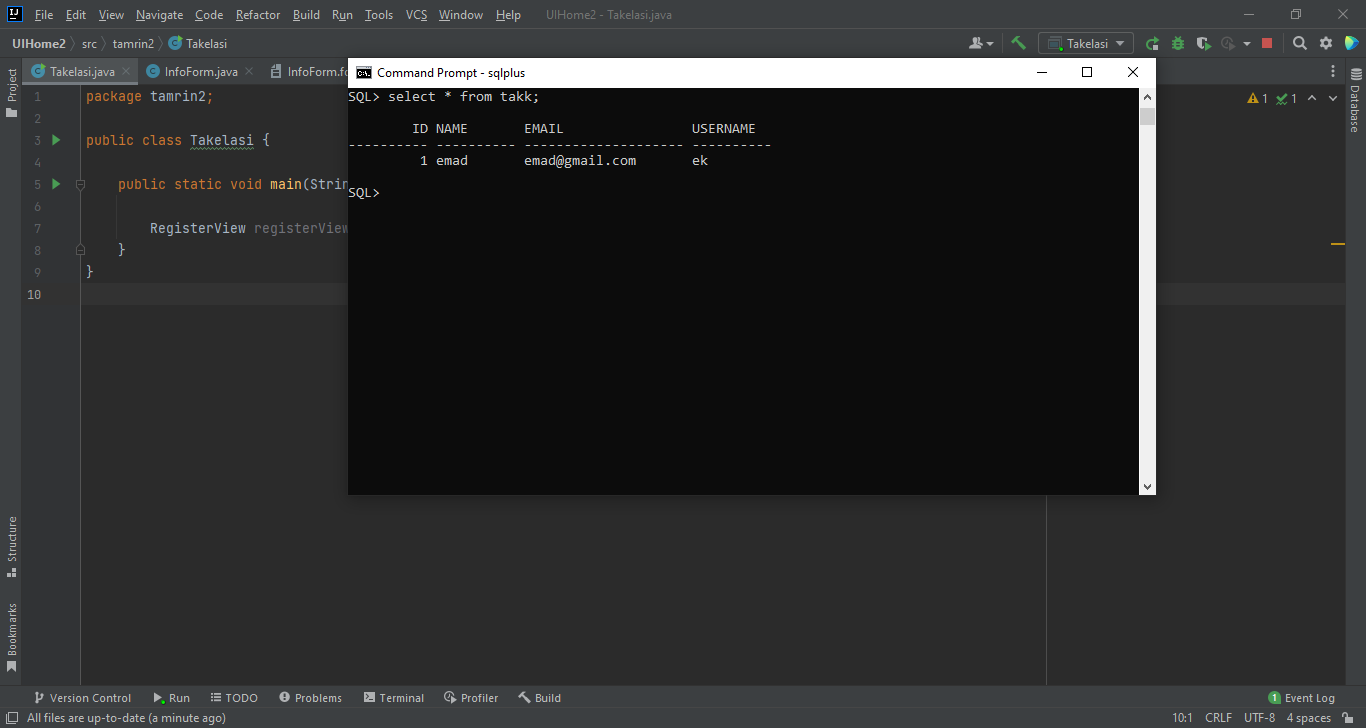 File Edit View Navigate Code Refactor Build Run Tools VCS Window Help UIHome2 - Takelasi.java
UIHome2 src tamrin2 Takelasi Takelasi
Takelasi.java InfoForm.java InfoForm.fo
Project
Database
Structure
Bookmarks
1 package tamrin2;
2
3 public class Takelasi {
4
5 public static void main(Strin
6
7 RegisterView registerView
8 }
9 }
10
1 1
Command Prompt - sqlplus
SQL> select * from takk;
ID NAME EMAIL USERNAME
---------- ---------- -------------------- ----------
1 emad emad@gmail.com ek
SQL>
Version Control Run TODO Problems Terminal Profiler Build 1 Event Log
All files are up-to-date (a minute ago) 10:1 CRLF UTF-8 4 spaces